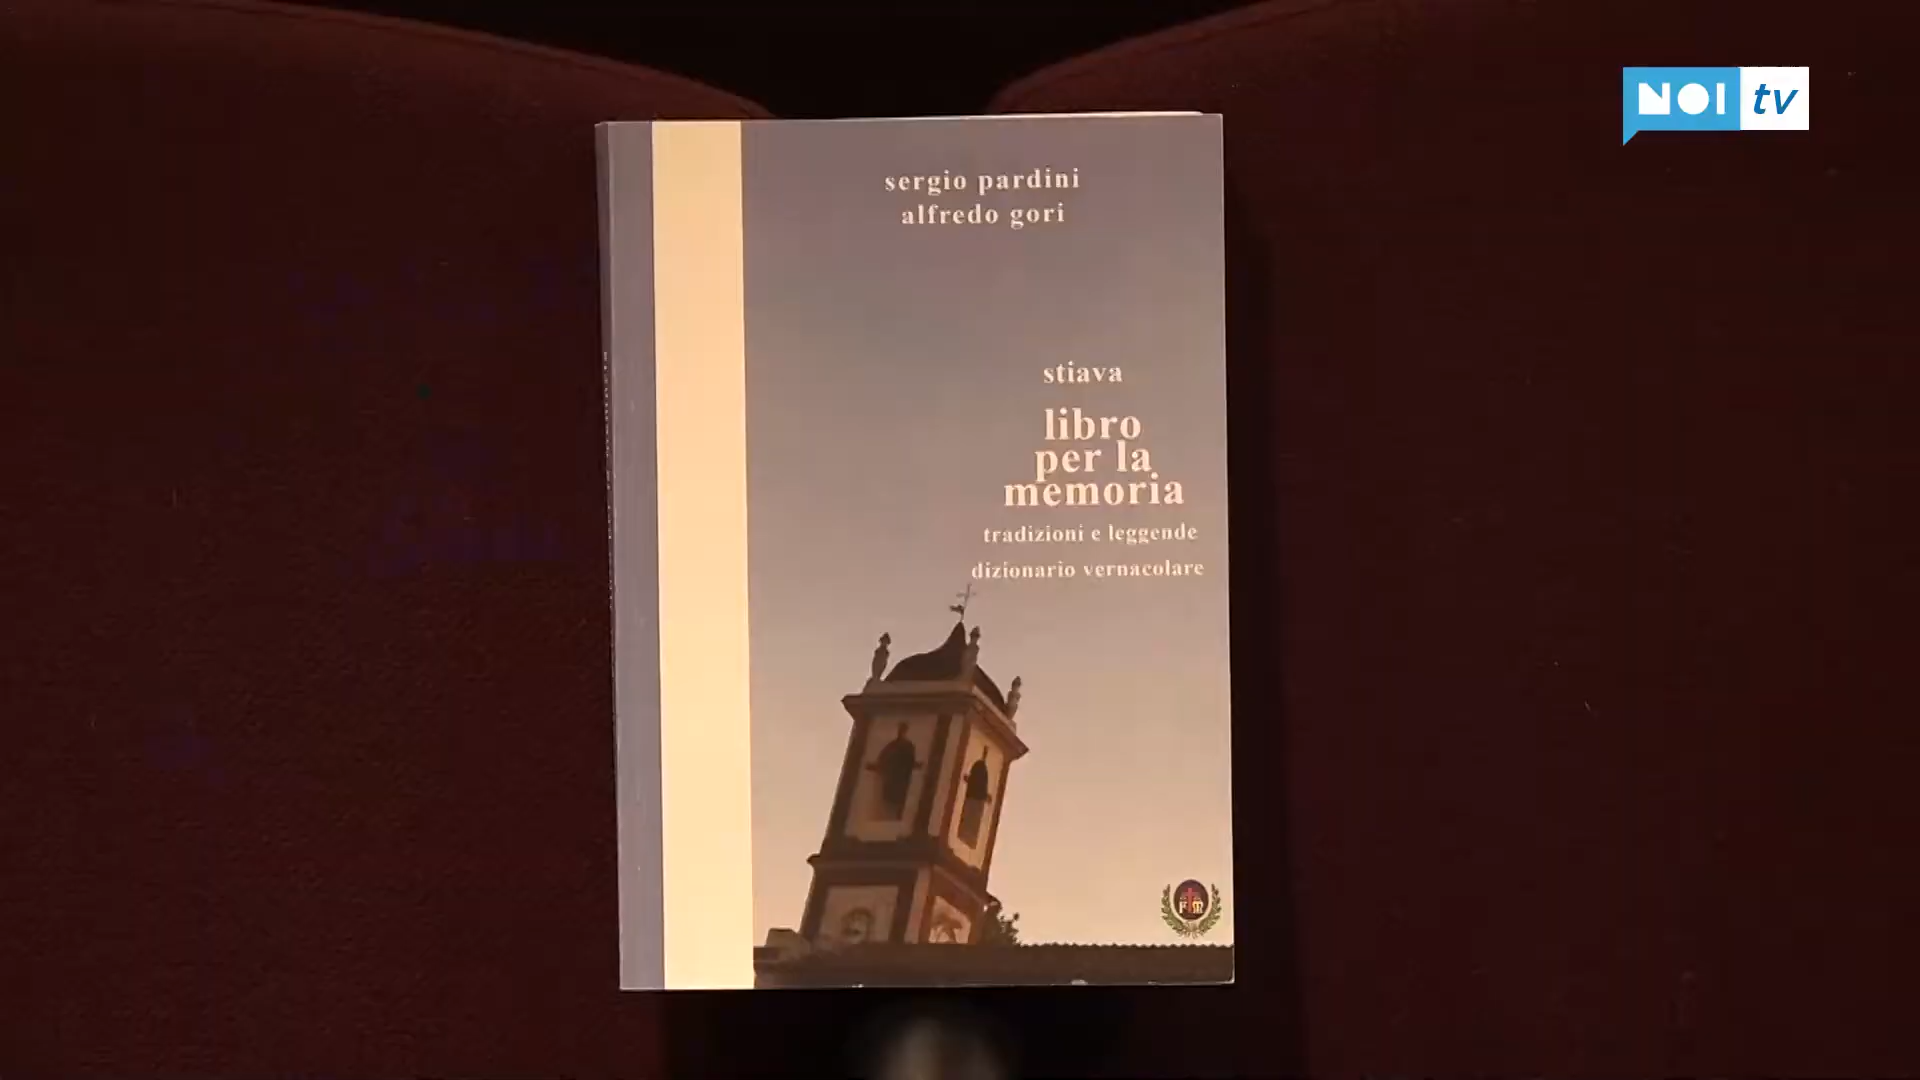 NOI tv
sergio pardini
alfredo gori
stiava
libro
per la
memoria
tradizioni e leggende
dizionario vernacolare